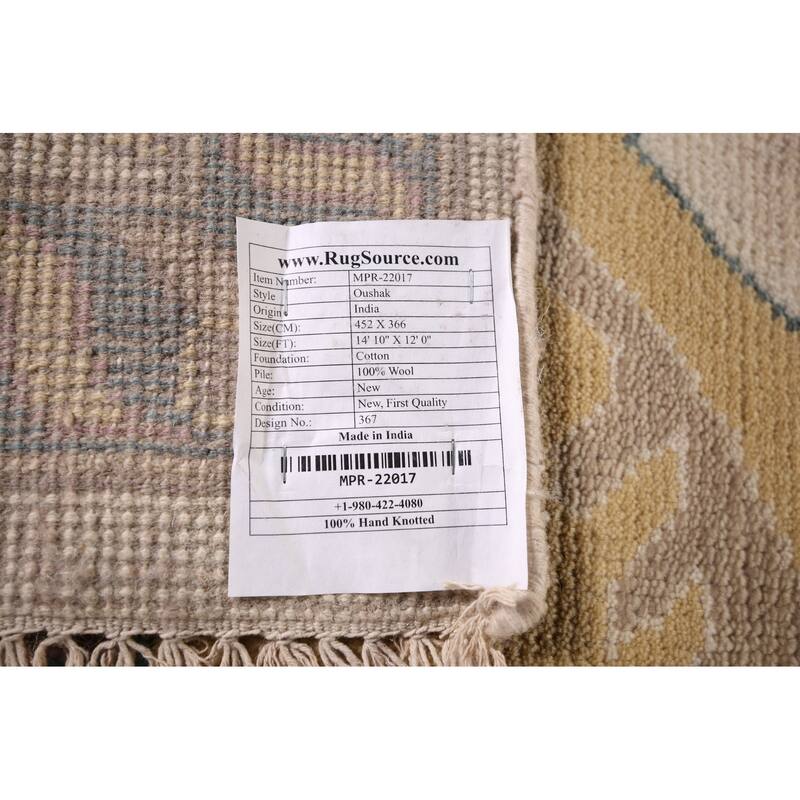 www.RugSource.com
Item Number: MPR-22017
Style Oushak
Origin: India
Size(CM): 452 X 366
Size(FT): 14' 10" X 12' 0"
Foundation: Cotton
Pile: 100% Wool
Age: New
Condition: New, First Quality
Design No.: 367
Made in India
MPR-22017
+1-980-422-4080
100% Hand Knotted